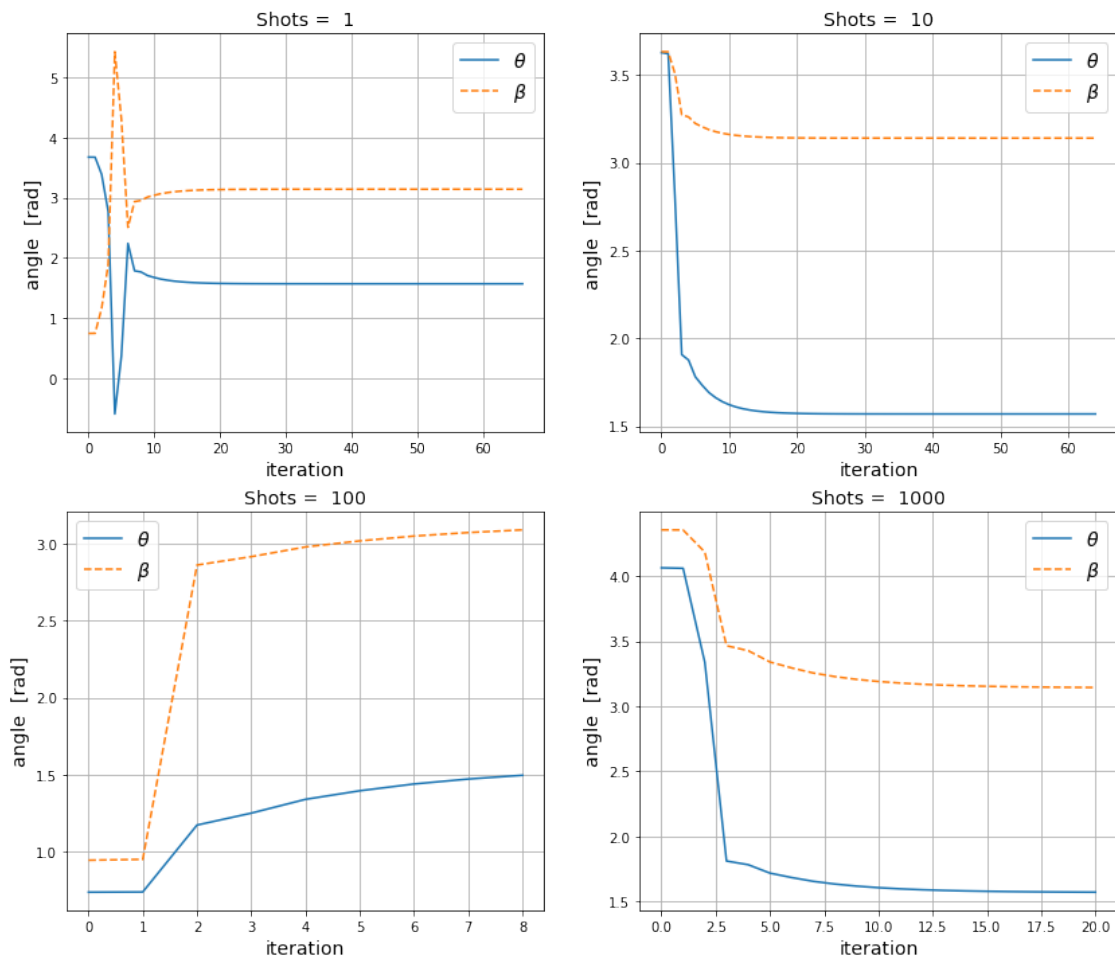 Shots =  1
θ
β
5
4
3
2
1
0
angle [rad]
0 10 20 30 40 50 60
iteration
Shots =  10
θ
β
3.5
3.0
2.5
2.0
1.5
angle [rad]
0 10 20 30 40 50 60
iteration
Shots =  100
θ
β
3.0
2.5
2.0
1.5
1.0
angle [rad]
0 1 2 3 4 5 6 7 8
iteration
Shots =  1000
θ
β
4.0
3.5
3.0
2.5
2.0
1.5
angle [rad]
0.0 2.5 5.0 7.5 10.0 12.5 15.0 17.5 20.0
iteration